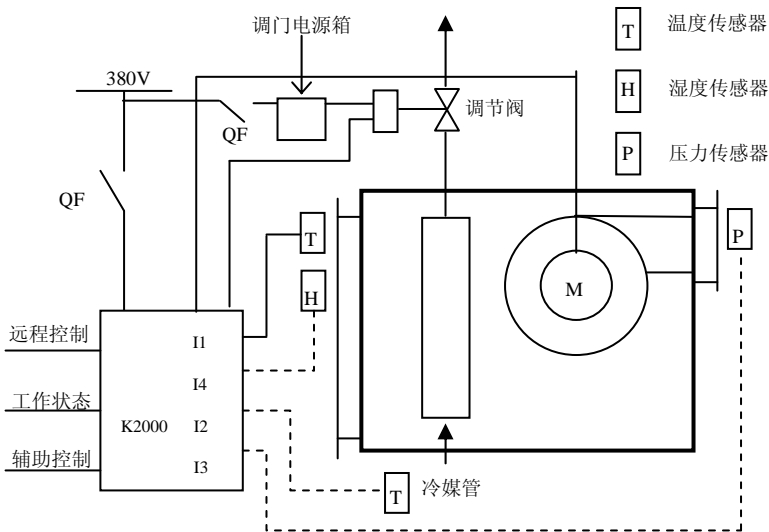 调门电源箱
T
温度传感器
380V
H
湿度传感器
QF
调节阀
P
压力传感器
QF
T
P
H
M
远程控制
I1
I4
工作状态
K2000
I2
辅助控制
I3
T
冷媒管